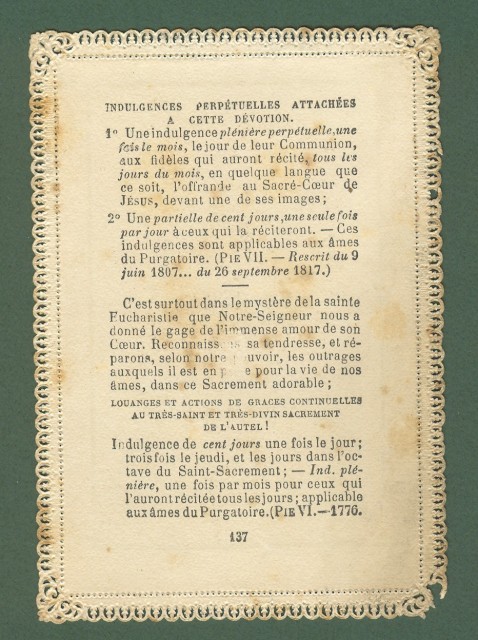 INDULGENCES PERPÉTUELLES ATTACHÉES
A CETTE DÉVOTION.
1° Une indulgence plénière perpétuelle, une
fois le mois, le jour de leur Communion,
aux fidèles qui auront récité, tous les
jours du mois, en quelque langue que
ce soit, l'offrande au Sacré-Cœur de
JÉSUS, devant une de ses images;
2° Une partielle de cent jours, une seule fois
par jour à ceux qui la réciteront. — Ces
indulgences sont applicables aux âmes
du Purgatoire. (PIE VII. — Rescrit du 9
juin 1807... du 26 septembre 1817.)
C'est surtout dans le mystère de la sainte
Eucharistie que Notre-Seigneur nous a
donné le gage de l'immense amour de son
Cœur. sa tendresse, et ré-
parons, selon notre les outrages
auxquels il est en pour la vie de nos
âmes, dans ce Sacrement adorable;
LOUANGES ET ACTIONS DE GRACES CONTINUELLES
AU TRÈS-SAINT ET TRÈS-DIVIN SACREMENT
DE L'AUTEL!
Indulgence de cent jours une fois le jour;
trois fois le jeudi, et les jours dans l'oc-
tave du Saint-Sacrement; — Ind. plé-
nière, une fois par mois pour ceux qui
l'auront récitée tous les jours; applicable
aux âmes du Purgatoire. (PIE VI. — 1776.
137